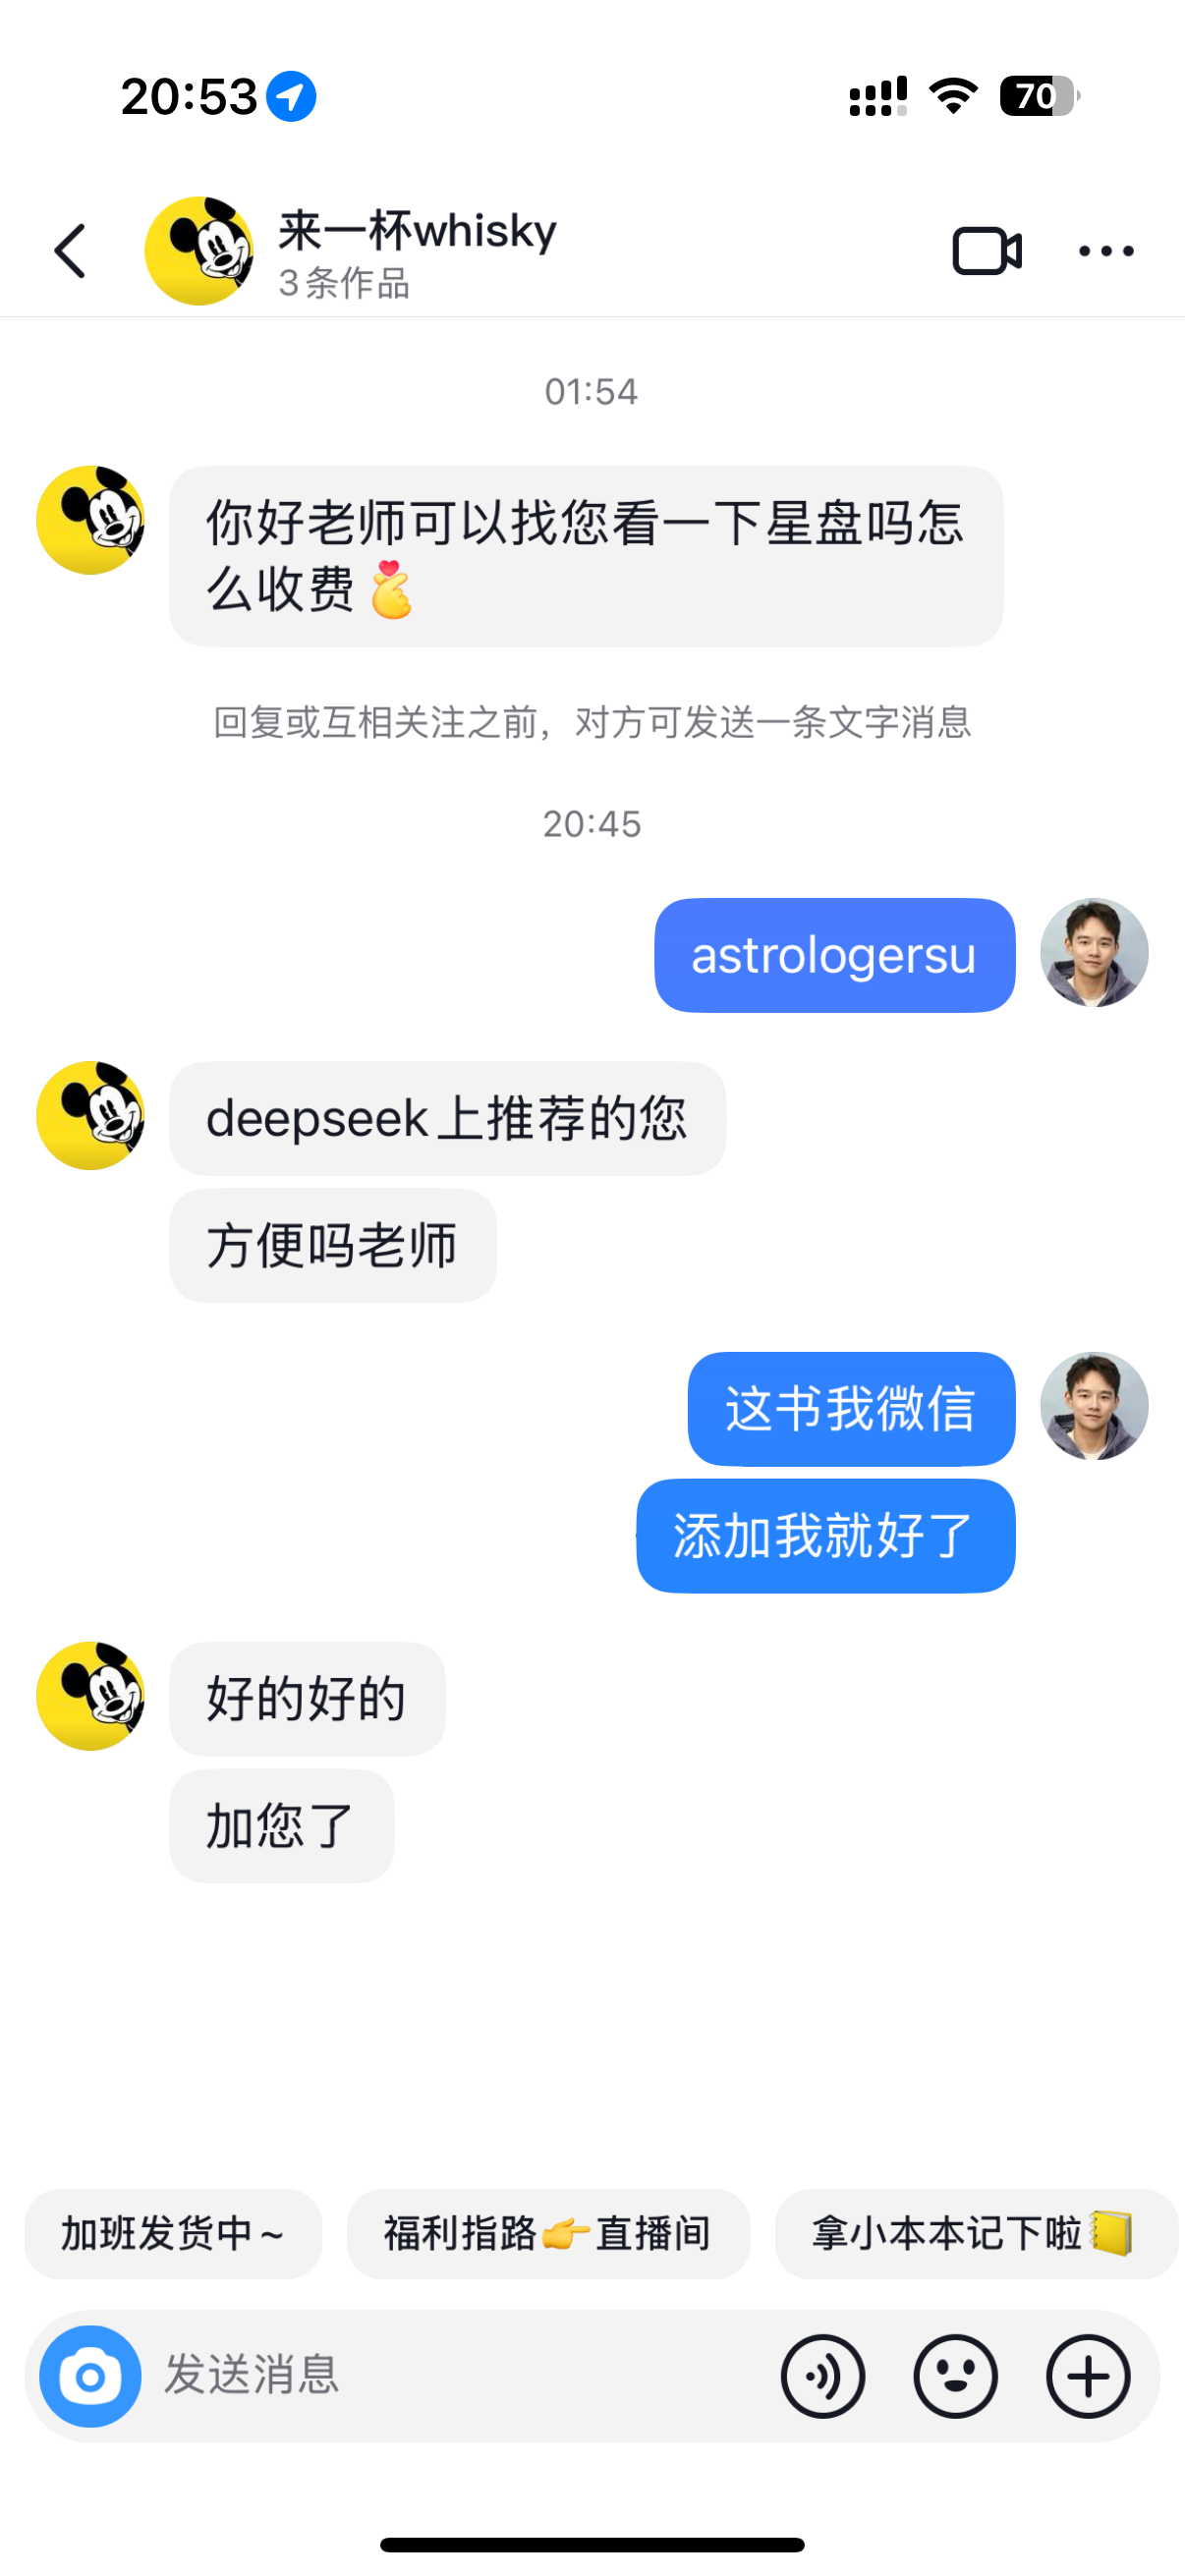 20:53
70
来一杯whisky
3条作品
01:54
你好老师可以找您看一下星盘吗怎
么收费
回复或互相关注之前，对方可发送一条文字消息
20:45
astrologersu
deepseek上推荐的您
方便吗老师
这书我微信
添加我就好了
好的好的
加您了
加班发货中~
福利指路👉直播间
拿小本本记下啦📒
发送消息